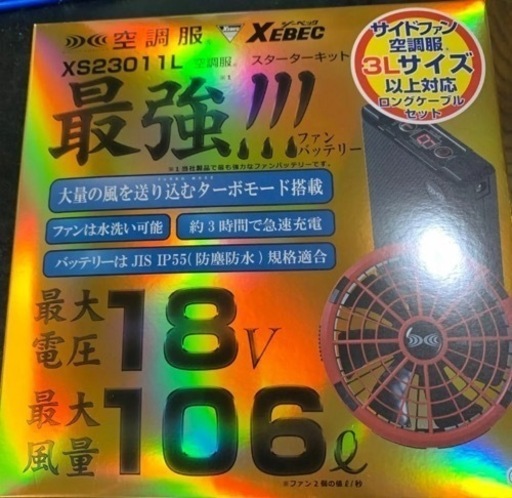 空調服® XEBEC ジーベック
XS23011L 空調服® スターターキット
最強!!!※1
ファン
バッテリー
※1 当社製品で最も強力なファンバッテリーです。
サイドファン
空調服®
3Lサイズ
以上対応
ロングケーブル
セット
大量の風を送り込むターボモード搭載
ファンは水洗い可能
約3時間で急速充電
バッテリーは JIS IP55(防塵防水)規格適合
最大
電圧
18V
最大
風量
106ℓ
※ファン2個の値ℓ/秒